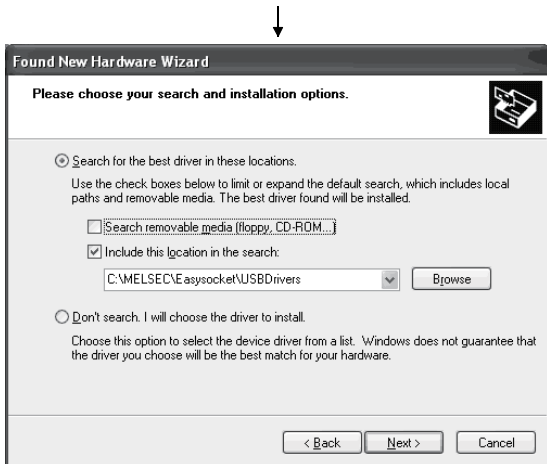 Found New Hardware Wizard
Please choose your search and installation options.
Search for the best driver in these locations.
Use the check boxes below to limit or expand the default search, which includes local
paths and removable media. The best driver found will be installed.
Search removable media (floppy, CD-ROM...)
Include this location in the search:
C:\MELSEC\Easysocket\USBDrivers
Browse
Don't search. I will choose the driver to install.
Choose this option to select the device driver from a list. Windows does not guarantee that
the driver you choose will be the best match for your hardware.
< Back Next > Cancel